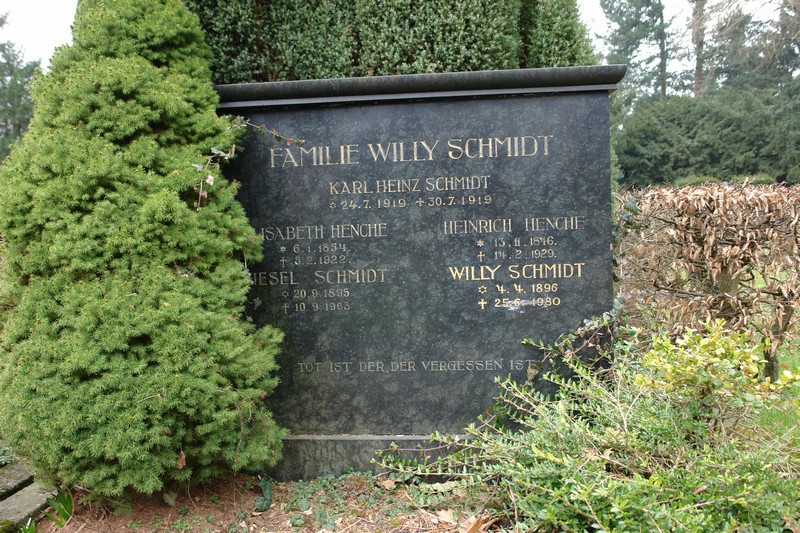 FAMILIE WILLY SCHMIDT
KARL HEINZ SCHMIDT
✡ 24.7.1919 ✝ 30.7.1919
ISABETH HENCHE
* 6.1.1854.
✝ 5.2.1922.
HEINRICH HENCHE
* 13.11.1846.
✝ 14.2.1929.
IESEL SCHMIDT
✡ 20.9.1895
✝ 10.9.1963
WILLY SCHMIDT
✡ 4.4.1896
✝ 25.6.1980
TOT IST DER DER VERGESSEN IST